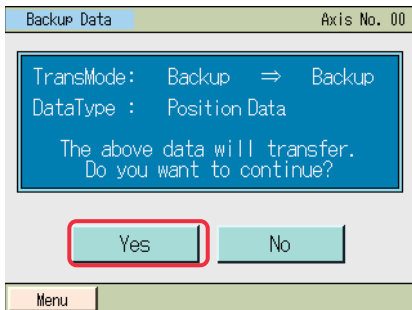 Backup Data Axis No. 00
TransMode: Backup ⇒ Backup
DataType : Position Data
The above data will transfer.
Do you want to continue?
Yes No
Menu